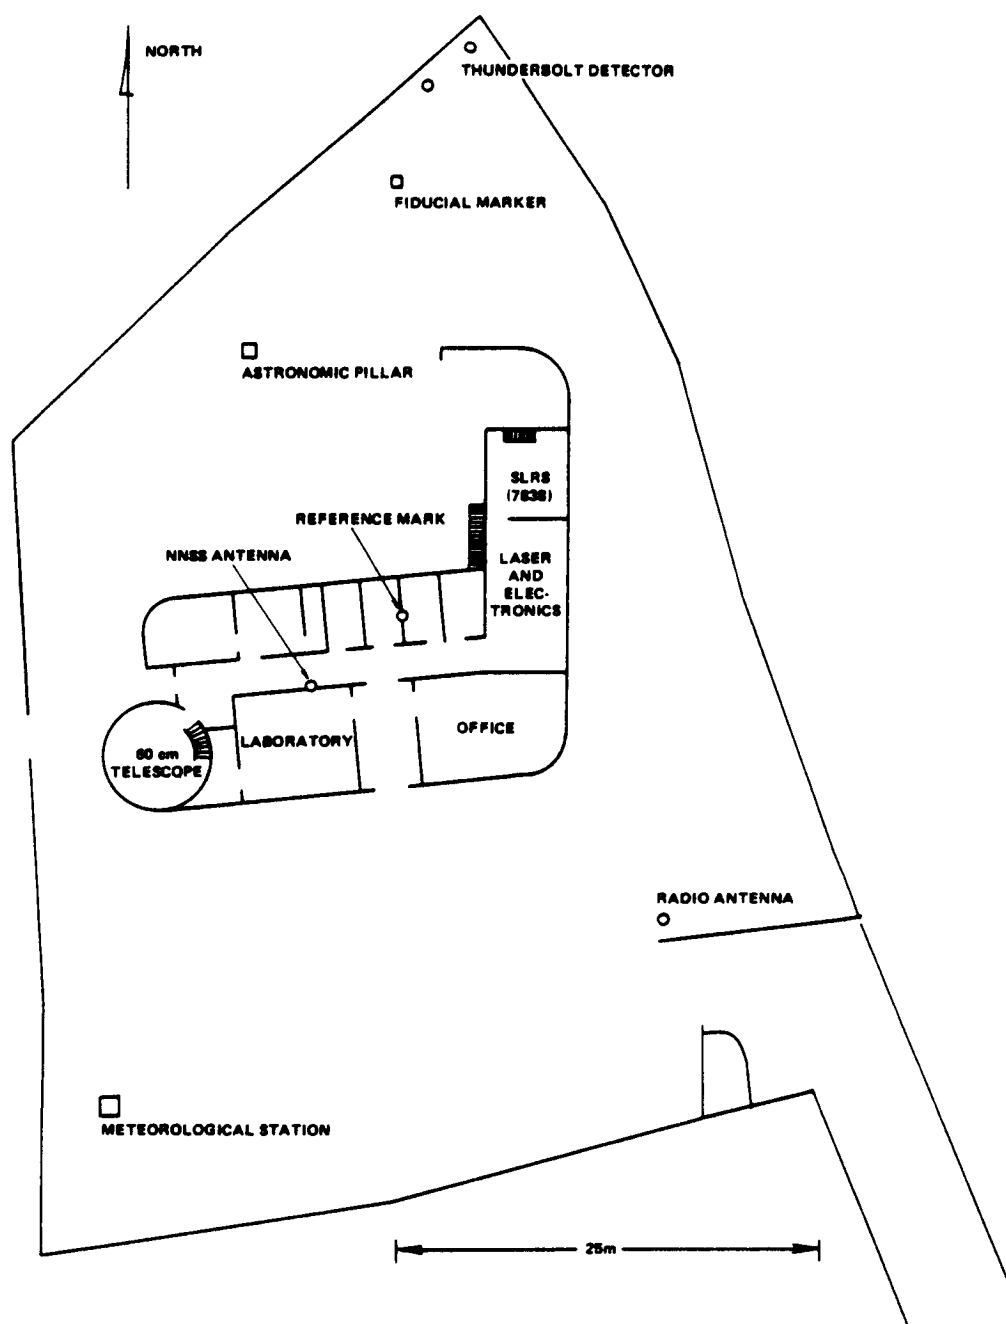 NORTH
THUNDERBOLT DETECTOR
FIDUCIAL MARKER
ASTRONOMIC PILLAR
SLRS
(7838)
REFERENCE MARK
NNSS ANTENNA
LASER
AND
ELEC-
TRONICS
OFFICE
LABORATORY
60 cm
TELESCOPE
RADIO ANTENNA
METEOROLOGICAL STATION
25m